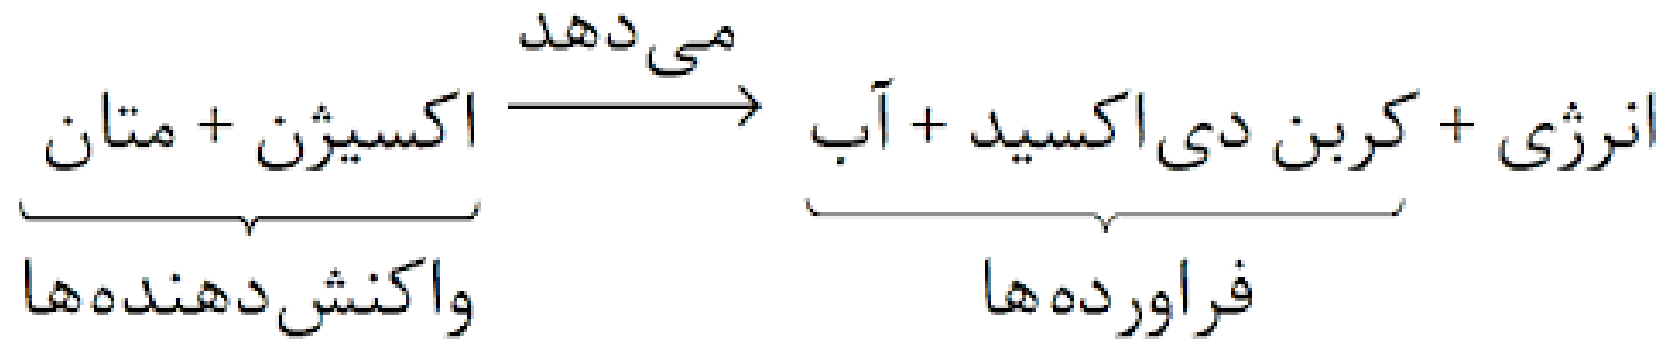 می‌دهد
متان + اکسیژن ⟶ آب + کربن دی‌اکسید + انرژی
واکنش‌دهنده‌ها فراورده‌ها